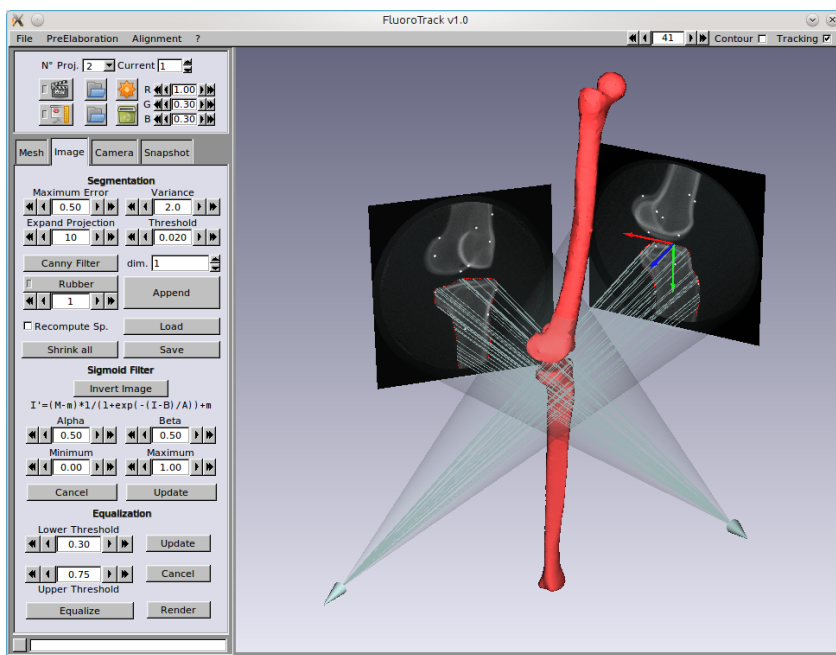 FluoroTrack v1.0
File PreElaboration Alignment ? 41 Contour Tracking
N° Proj. 2 Current 1
R 1.00
G 0.30
B 0.30
Mesh Image Camera Snapshot
Segmentation
Maximum Error Variance
0.50 2.0
Expand Projection Threshold
10 0.020
Canny Filter dim. 1
Rubber
Append
1
Recompute Sp. Load
Shrink all Save
Sigmoid Filter
Invert Image
I'=(M-m)*1/(1+exp(-(I-B)/A))+m
Alpha Beta
0.50 0.50
Minimum Maximum
0.00 1.00
Cancel Update
Equalization
Lower Threshold
0.30 Update
0.75 Cancel
Upper Threshold
Equalize Render